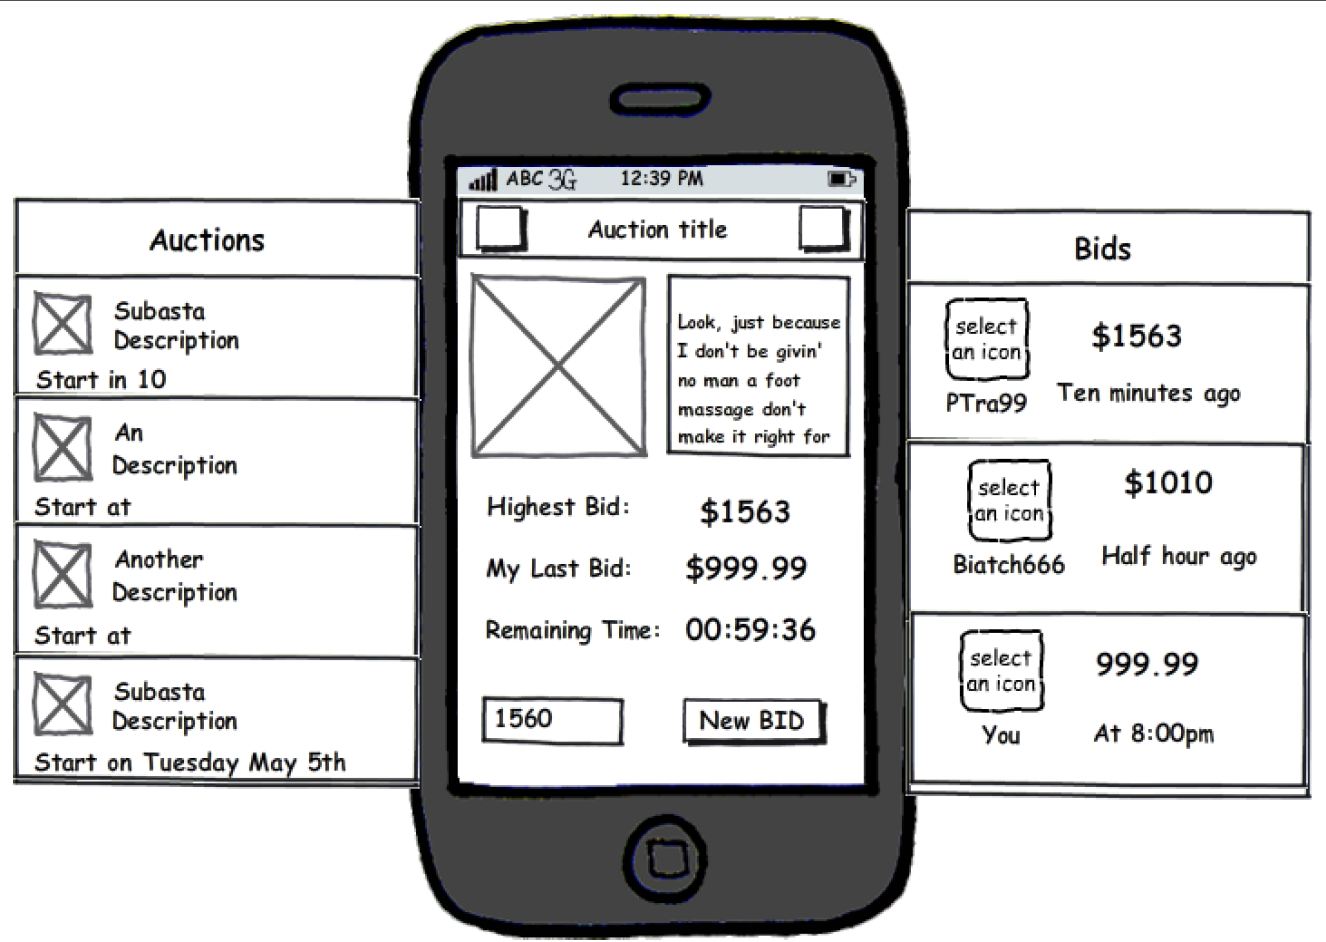 Auctions
Subasta
Description
Start in 10
An
Description
Start at
Another
Description
Start at
Subasta
Description
Start on Tuesday May 5th
ABC 3G 12:39 PM
Auction title
Look, just because
I don't be givin'
no man a foot
massage don't
make it right for
Highest Bid: $1563
My Last Bid: $999.99
Remaining Time: 00:59:36
1560 New BID
Bids
select
an icon
PTra99
$1563
Ten minutes ago
select
an icon
Biatch666
$1010
Half hour ago
select
an icon
You
999.99
At 8:00pm